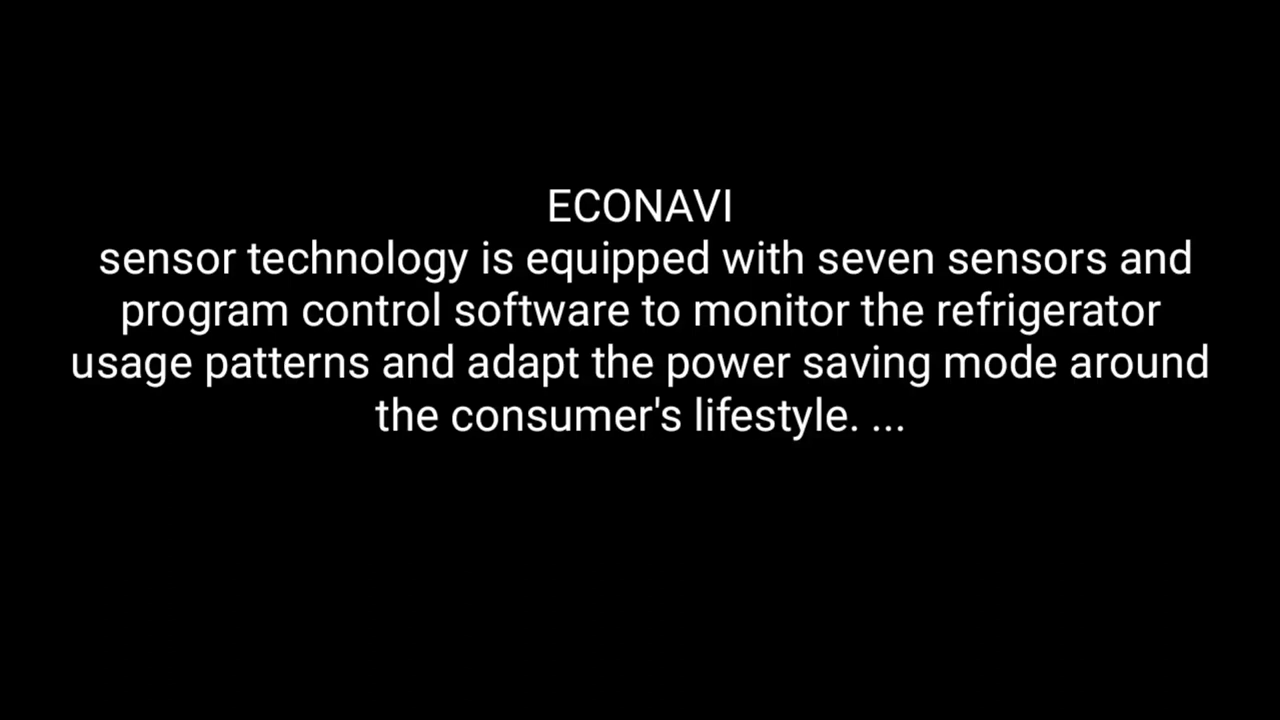 ECONAVI
sensor technology is equipped with seven sensors and
program control software to monitor the refrigerator
usage patterns and adapt the power saving mode around
the consumer's lifestyle. ...